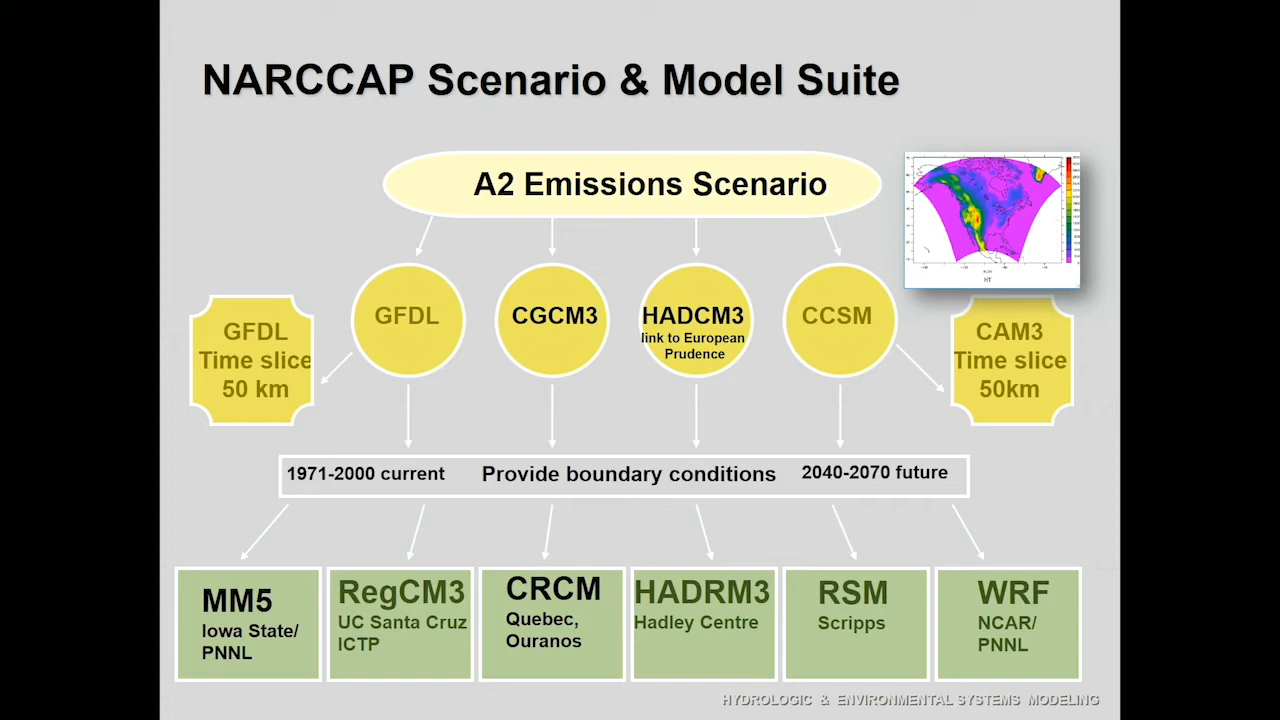 NARCCAP Scenario & Model Suite
A2 Emissions Scenario
GFDL
CGCM3
HADCM3
link to European
Prudence
CCSM
GFDL
Time slice
50 km
CAM3
Time slice
50km
HT
1971-2000 current
Provide boundary conditions
2040-2070 future
MM5
Iowa State/
PNNL
RegCM3
UC Santa Cruz
ICTP
CRCM
Quebec,
Ouranos
HADRM3
Hadley Centre
RSM
Scripps
WRF
NCAR/
PNNL
HYDROLOGIC & ENVIRONMENTAL SYSTEMS MODELING